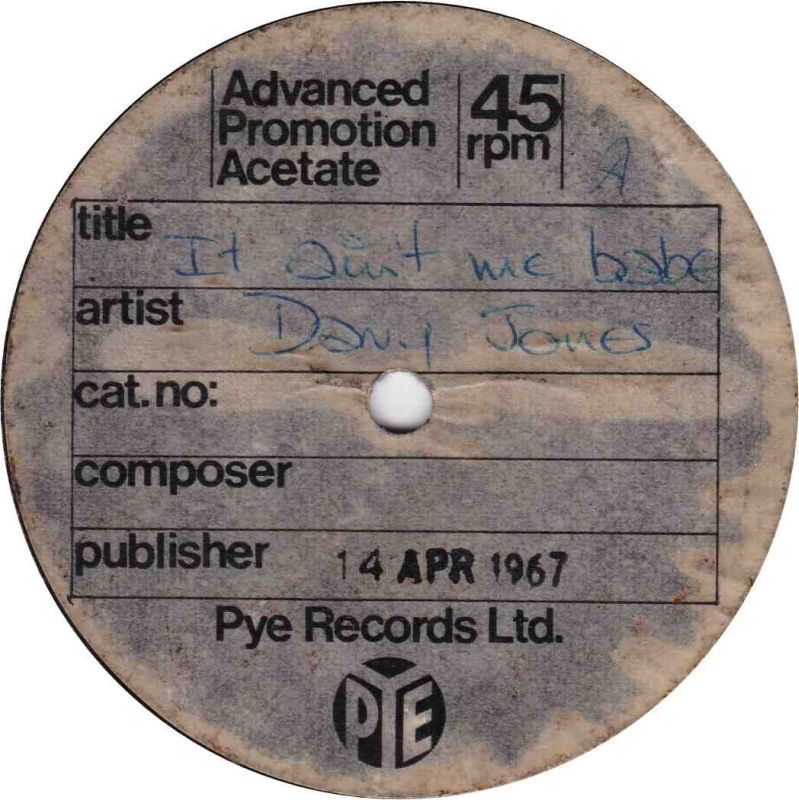 Advanced
Promotion
Acetate
45
rpm
A
title
It ain't me babe
artist
Davy Jones
cat.no:
composer
publisher
14 APR 1967
Pye Records Ltd.
PYE